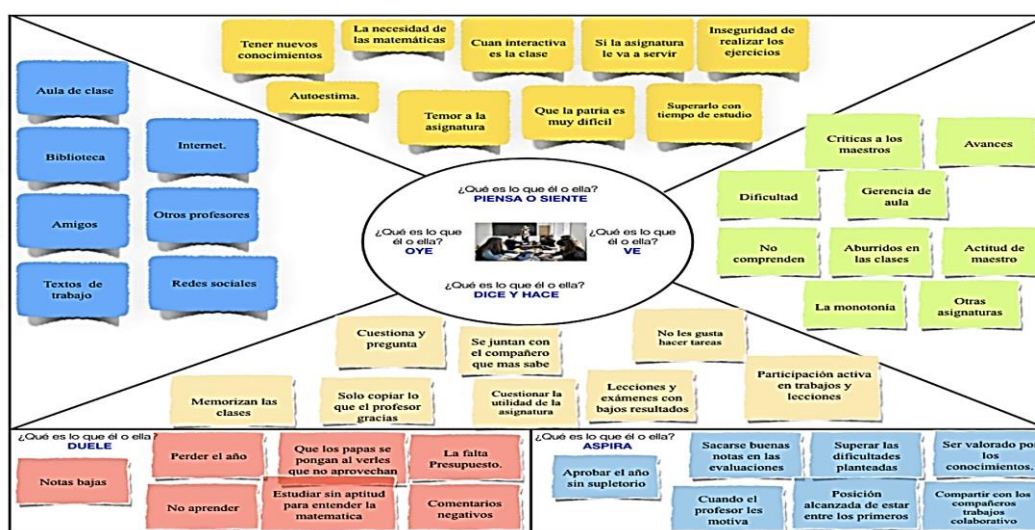 Tener nuevos
conocimientos
La necesidad de
las matemáticas
Cuan interactiva
es la clase
Si la asignatura
le va a servir
Inseguridad de
realizar los
ejercicios
Autoestima.
Temor a la
asignatura
Que la patria es
muy difícil
Superarlo con
tiempo de estudio
Aula de clase
Biblioteca
Internet.
Amigos
Otros profesores
Textos de
trabajo
Redes sociales
¿Qué es lo que él o ella?
PIENSA O SIENTE
¿Qué es lo que
él o ella?
OYE
¿Qué es lo que
él o ella?
VE
¿Qué es lo que él o ella?
DICE Y HACE
Críticas a los
maestros
Avances
Dificultad
Gerencia de
aula
No
comprenden
Aburridos en
las clases
Actitud de
maestro
La monotonía
Otras
asignaturas
Cuestiona y
pregunta
Se juntan con
el compañero
que mas sabe
No les gusta
hacer tareas
Memorizan las
clases
Solo copiar lo
que el profesor
gracias
Cuestionar la
utilidad de la
asignatura
Lecciones y
exámenes con
bajos resultados
Participación activa
en trabajos y
lecciones
¿Qué es lo que él o ella?
DUELE
Notas bajas
Perder el año
Que los papas se
pongan al verles
que no aprovechan
La falta
Presupuesto.
No aprender
Estudiar sin aptitud
para entender la
matematica
Comentarios
negativos
¿Qué es lo que él o ella?
ASPIRA
Aprobar el año
sin supletorio
Sacarse buenas
notas en las
evaluaciones
Superar las
dificultades
planteadas
Ser valorado por
los
conocimientos.
Cuando el
profesor les
motiva
Posición
alcanzada de estar
entre los primeros
Compartir con los
compañeros
trabajos
colaborativo